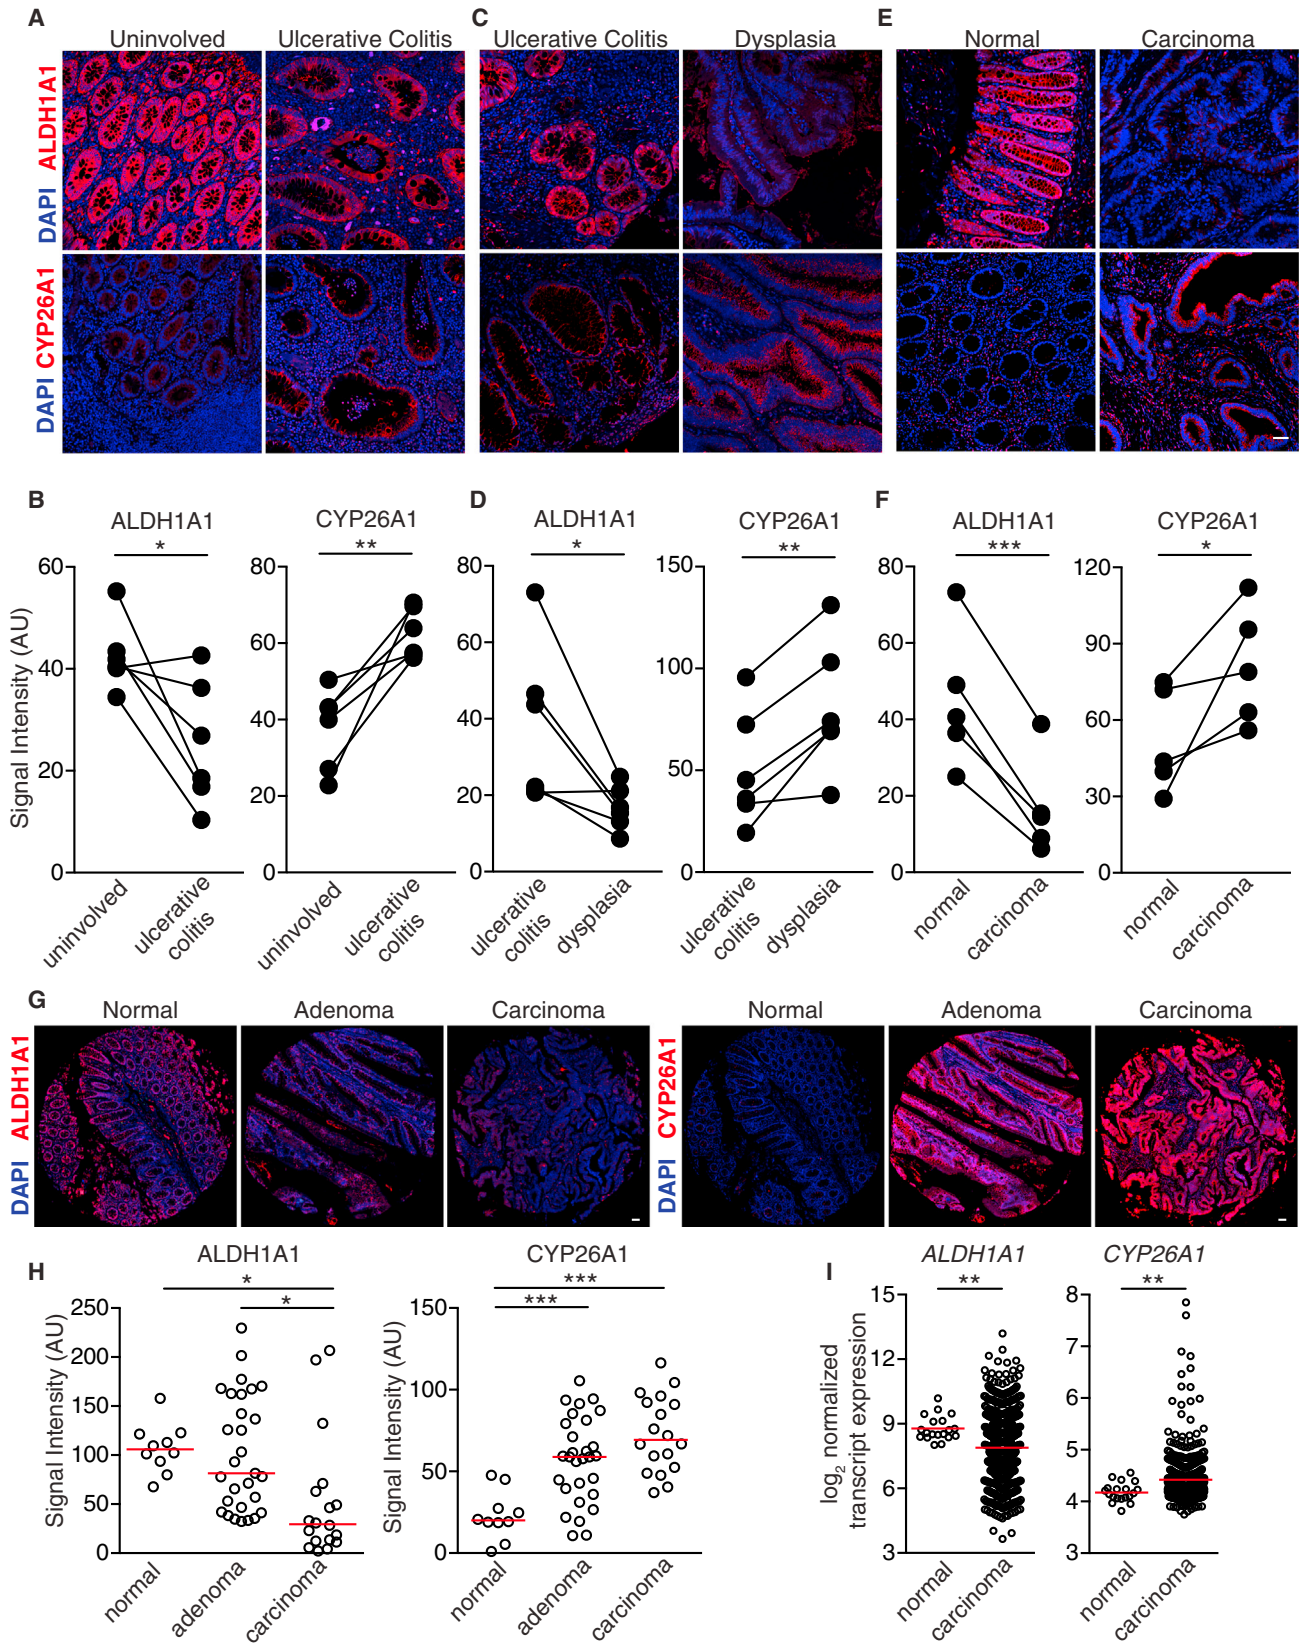 A
C
E
Uninvolved
Ulcerative Colitis
Ulcerative Colitis
Dysplasia
Normal
Carcinoma
DAPI ALDH1A1
DAPI CYP26A1
B
D
F
ALDH1A1
CYP26A1
ALDH1A1
CYP26A1
ALDH1A1
CYP26A1
*
**
*
**
***
*
Signal Intensity (AU)
60
40
20
0
80
60
40
20
0
80
60
40
20
0
150
100
50
0
80
60
40
20
0
120
90
60
30
0
uninvolved
ulcerative
colitis
uninvolved
ulcerative
colitis
ulcerative
colitis
dysplasia
ulcerative
colitis
dysplasia
normal
carcinoma
normal
carcinoma
G
Normal
Adenoma
Carcinoma
Normal
Adenoma
Carcinoma
DAPI ALDH1A1
DAPI CYP26A1
H
ALDH1A1
*
*
Signal Intensity (AU)
250
200
150
100
50
0
normal
adenoma
carcinoma
CYP26A1
***
***
Signal Intensity (AU)
150
100
50
0
normal
adenoma
carcinoma
I
ALDH1A1
**
log2 normalized
transcript expression
15
12
9
6
3
normal
carcinoma
CYP26A1
**
8
7
6
5
4
3
normal
carcinoma